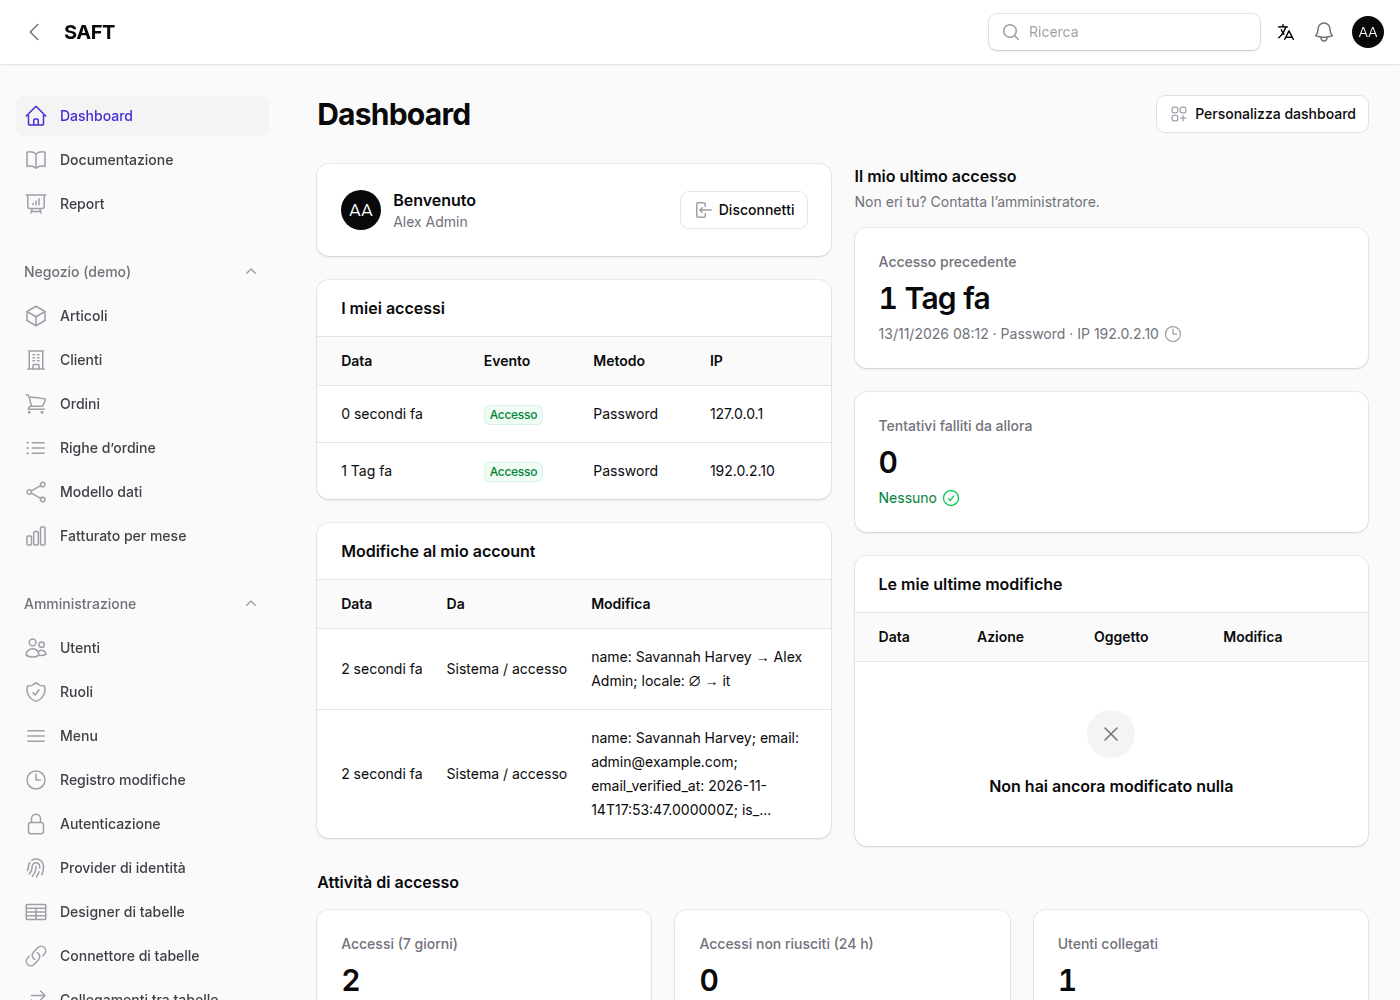 SAFT
Ricerca
AA
Dashboard
Documentazione
Report
Negozio (demo)
Articoli
Clienti
Ordini
Righe d’ordine
Modello dati
Fatturato per mese
Amministrazione
Utenti
Ruoli
Menu
Registro modifiche
Autenticazione
Provider di identità
Designer di tabelle
Connettore di tabelle
Collegamenti tra tabelle
Dashboard
Personalizza dashboard
AA
Benvenuto
Alex Admin
Disconnetti
I miei accessi
Data Evento Metodo IP
0 secondi fa Accesso Password 127.0.0.1
1 Tag fa Accesso Password 192.0.2.10
Modifiche al mio account
Data Da Modifica
2 secondi fa Sistema / accesso name: Savannah Harvey → Alex
Admin; locale: ∅ → it
2 secondi fa Sistema / accesso name: Savannah Harvey; email:
admin@example.com;
email_verified_at: 2026-11-
14T17:53:47.000000Z; is_...
Il mio ultimo accesso
Non eri tu? Contatta l’amministratore.
Accesso precedente
1 Tag fa
13/11/2026 08:12 · Password · IP 192.0.2.10
Tentativi falliti da allora
0
Nessuno
Le mie ultime modifiche
Data Azione Oggetto Modifica
Non hai ancora modificato nulla
Attività di accesso
Accessi (7 giorni)
2
Accessi non riusciti (24 h)
0
Utenti collegati
1